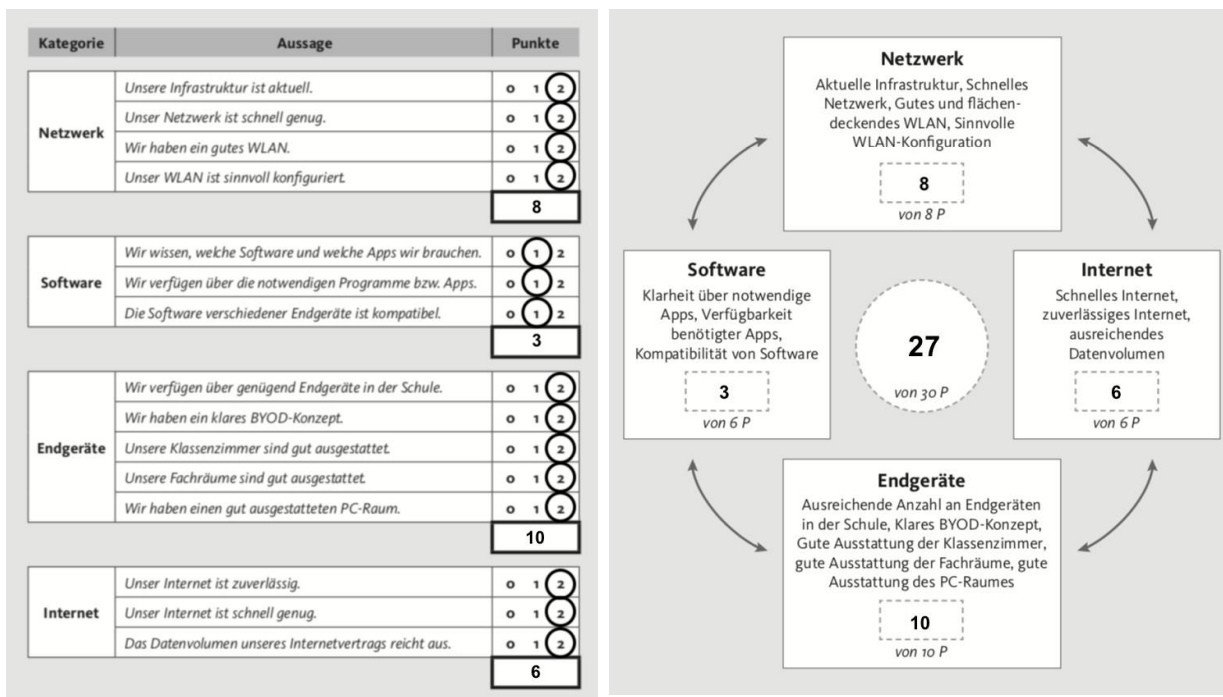 Kategorie Aussage Punkte
Netzwerk
Unsere Infrastruktur ist aktuell. 0 1 2
Unser Netzwerk ist schnell genug. 0 1 2
Wir haben ein gutes WLAN. 0 1 2
Unser WLAN ist sinnvoll konfiguriert. 0 1 2
8
Software
Wir wissen, welche Software und welche Apps wir brauchen. 0 1 2
Wir verfügen über die notwendigen Programme bzw. Apps. 0 1 2
Die Software verschiedener Endgeräte ist kompatibel. 0 1 2
3
Endgeräte
Wir verfügen über genügend Endgeräte in der Schule. 0 1 2
Wir haben ein klares BYOD-Konzept. 0 1 2
Unsere Klassenzimmer sind gut ausgestattet. 0 1 2
Unsere Fachräume sind gut ausgestattet. 0 1 2
Wir haben einen gut ausgestatteten PC-Raum. 0 1 2
10
Internet
Unser Internet ist zuverlässig. 0 1 2
Unser Internet ist schnell genug. 0 1 2
Das Datenvolumen unseres Internetvertrags reicht aus. 0 1 2
6
Netzwerk
Aktuelle Infrastruktur, Schnelles
Netzwerk, Gutes und flächen-
deckendes WLAN, Sinnvolle
WLAN-Konfiguration
8
von 8 P
Software
Klarheit über notwendige
Apps, Verfügbarkeit
benötigter Apps,
Kompatibilität von Software
3
von 6 P
27
von 30 P
Internet
Schnelles Internet,
zuverlässiges Internet,
ausreichendes
Datenvolumen
6
von 6 P
Endgeräte
Ausreichende Anzahl an Endgeräten
in der Schule, Klares BYOD-Konzept,
Gute Ausstattung der Klassenzimmer,
gute Ausstattung der Fachräume, gute
Ausstattung des PC-Raumes
10
von 10 P